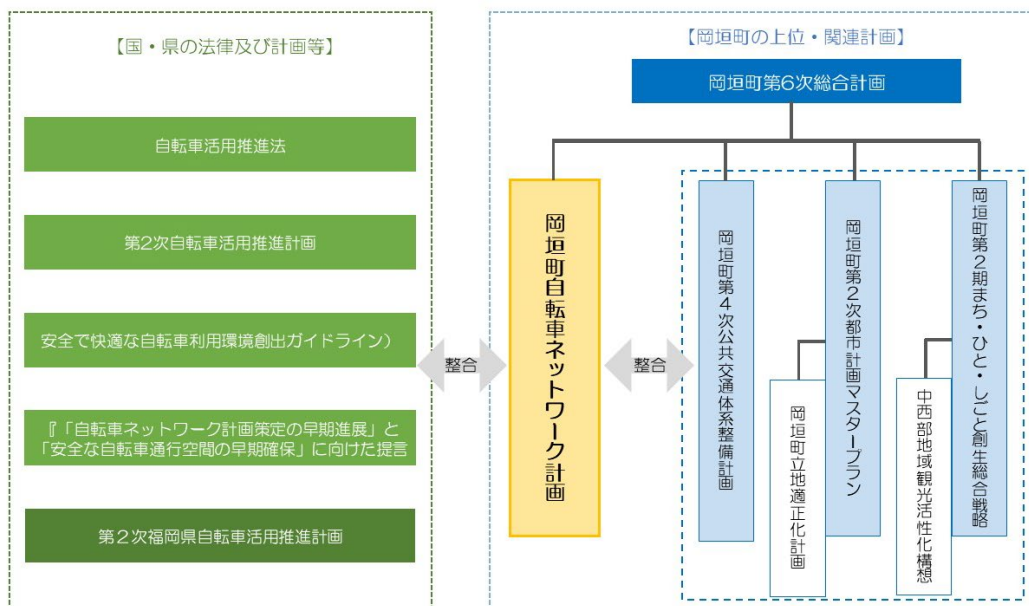 【国・県の法律及び計画等】
自転車活用推進法
第2次自転車活用推進計画
安全で快適な自転車利用環境創出ガイドライン）
『「自転車ネットワーク計画策定の早期進展」と
「安全な自転車通行空間の早期確保」に向けた提言
第２次福岡県自転車活用推進計画
整合
【岡垣町の上位・関連計画】
岡垣町第6次総合計画
岡垣町自転車ネットワーク計画
整合
岡垣町第４次公共交通体系整備計画
岡垣町立地適正化計画
岡垣町第２次都市計画マスタープラン
中西部地域観光活性化構想
岡垣町第２期まち・ひと・しごと創生総合戦略